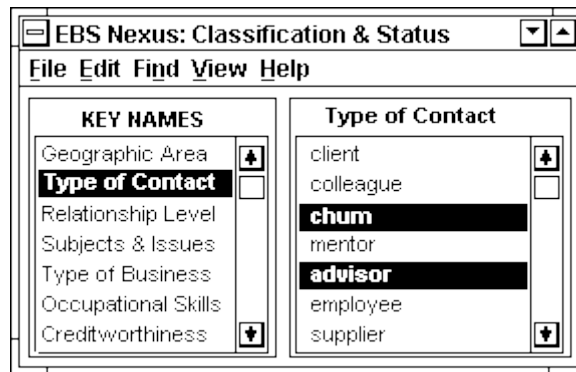 EBS Nexus: Classification & Status
File Edit Find View Help
KEY NAMES
Geographic Area
Type of Contact
Relationship Level
Subjects & Issues
Type of Business
Occupational Skills
Creditworthiness
Type of Contact
client
colleague
chum
mentor
advisor
employee
supplier